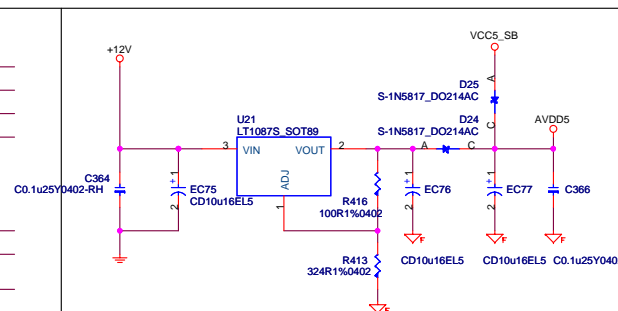 VCC5_SB
+12V
A
D25
S-1N5817_DO214AC
U21
LT1087S_SOT89
D24
S-1N5817_DO214AC
C
AVDD5
3
VIN
VOUT
2
A
C
ADJ
1
C364
C0.1u25Y0402-RH
+
1
2
EC75
CD10u16EL5
R416
100R1%0402
+
1
2
EC76
+
1
2
EC77
C366
F
F
F
CD10u16EL5
CD10u16EL5
C0.1u25Y040
R413
324R1%0402
F